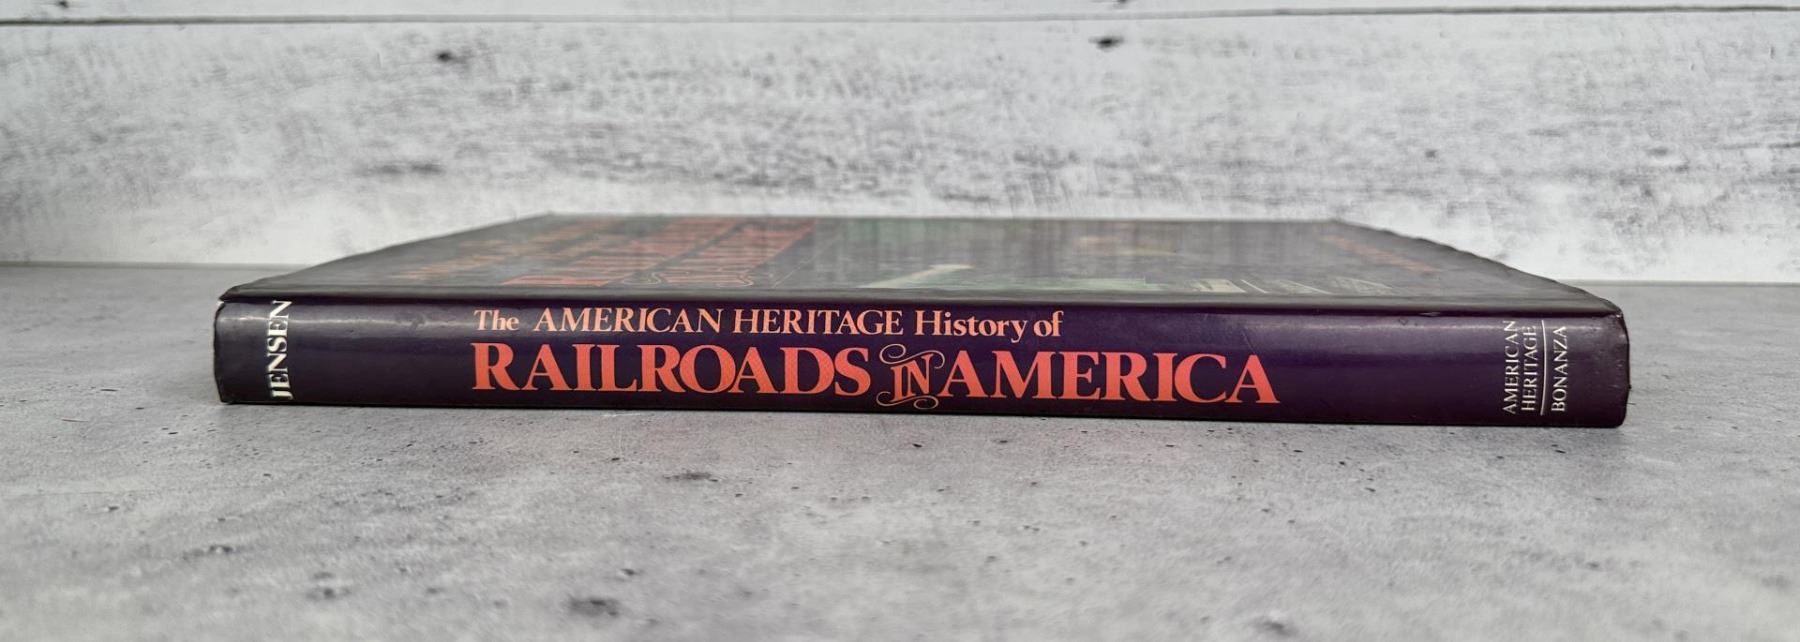 JENSEN
The AMERICAN HERITAGE History of
RAILROADS IN AMERICA
AMERICAN
HERITAGE
BONANZA